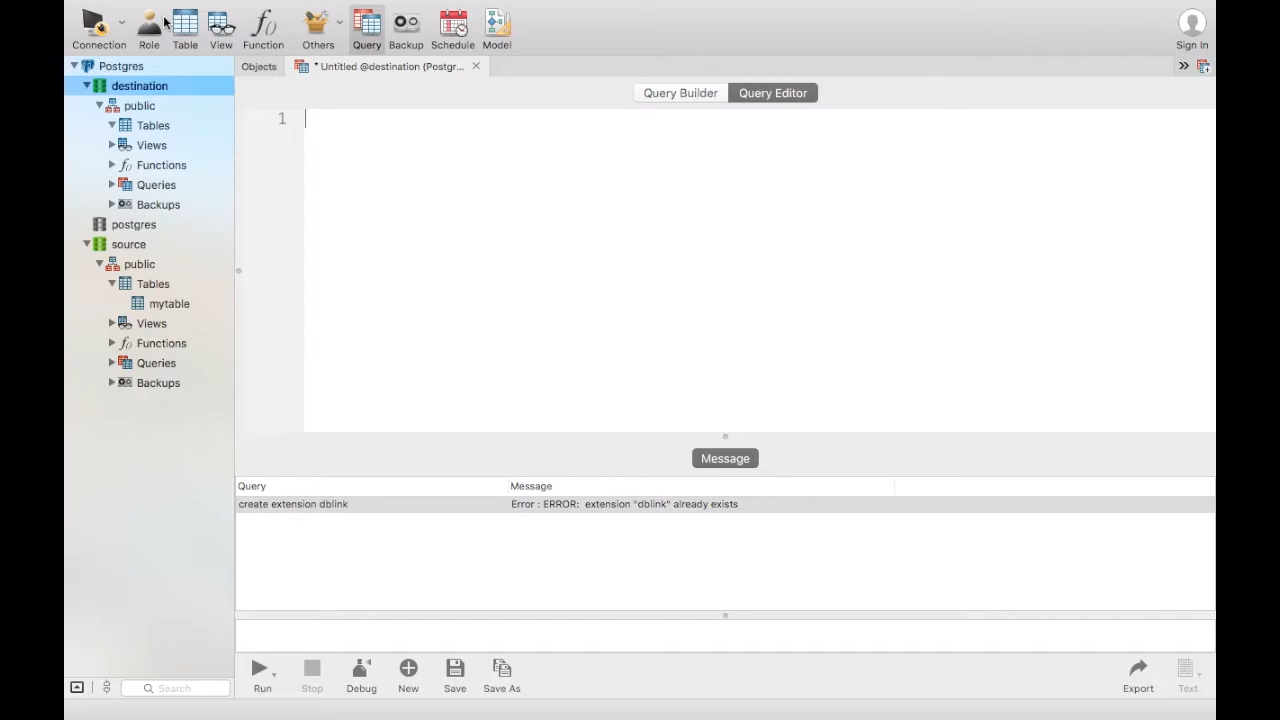 Connection Role Table View Function Others Query Backup Schedule Model Sign In
Postgres
Objects * Untitled @destination (Postgr...
destination
Query Builder Query Editor
public
1
Tables
Views
Functions
Queries
Backups
postgres
source
public
Tables
mytable
Views
Functions
Queries
Backups
Message
Query Message
create extension dblink Error : ERROR: extension "dblink" already exists
Run Stop Debug New Save Save As Export Text
Search